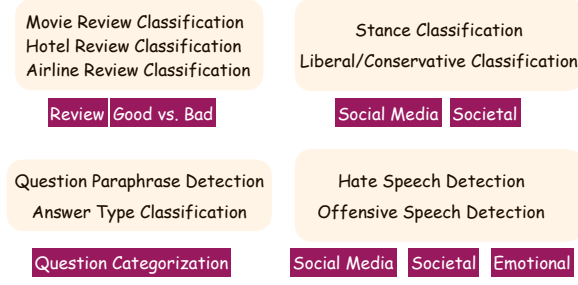 Movie Review Classification
Hotel Review Classification
Airline Review Classification
Review Good vs. Bad
Stance Classification
Liberal/Conservative Classification
Social Media Societal
Question Paraphrase Detection
Answer Type Classification
Question Categorization
Hate Speech Detection
Offensive Speech Detection
Social Media Societal Emotional